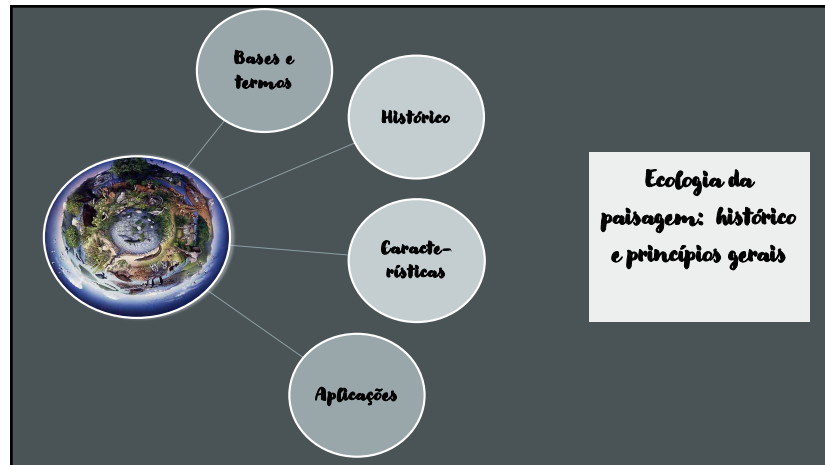 Bases e
termos
Histórico
Caracte-
rísticas
Aplicações
Ecologia da
paisagem: histórico
e princípios gerais